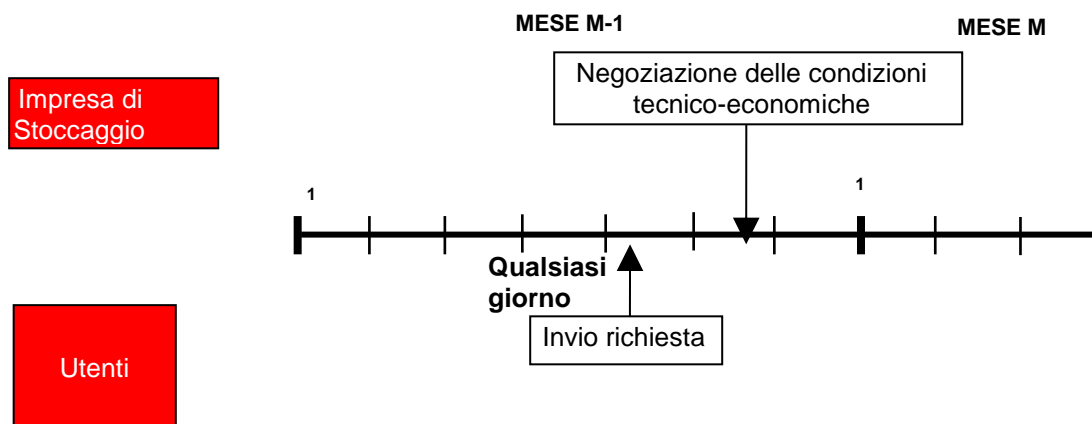 MESE M-1
MESE M
Negoziazione delle condizioni
tecnico-economiche
Impresa di
Stoccaggio
1
1
Qualsiasi
giorno
Invio richiesta
Utenti